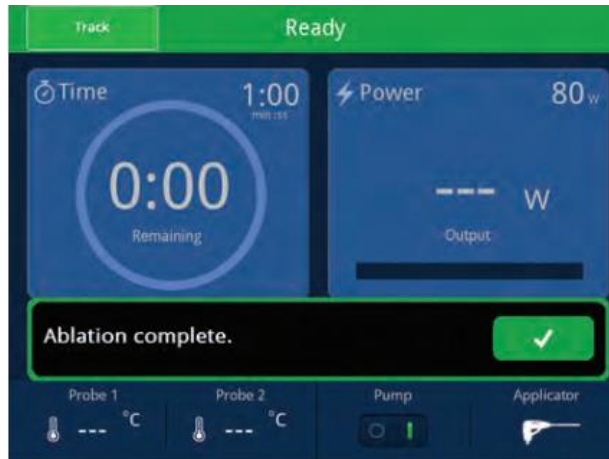 Track
Ready
Time
1:00
min:ss
0:00
Remaining
Power
80 W
--- W
Output
Ablation complete.
Probe 1
--- °C
Probe 2
--- °C
Pump
Applicator